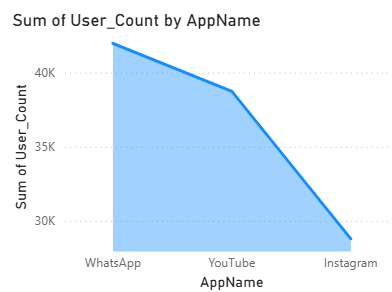 Sum of User_Count by AppName
40K
35K
30K
Sum of User_Count
WhatsApp YouTube Instagram
AppName